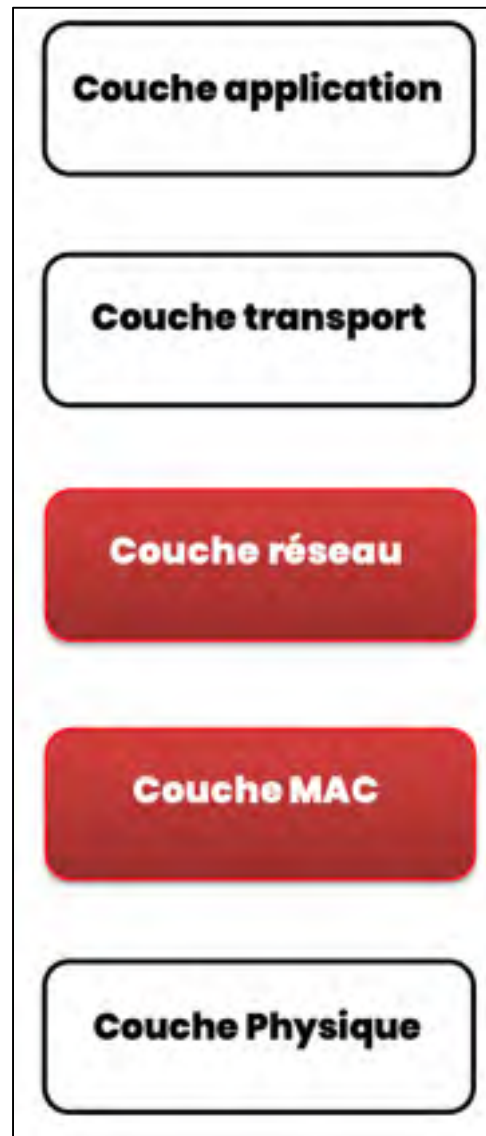 Couche application
Couche transport
Couche réseau
Couche MAC
Couche Physique